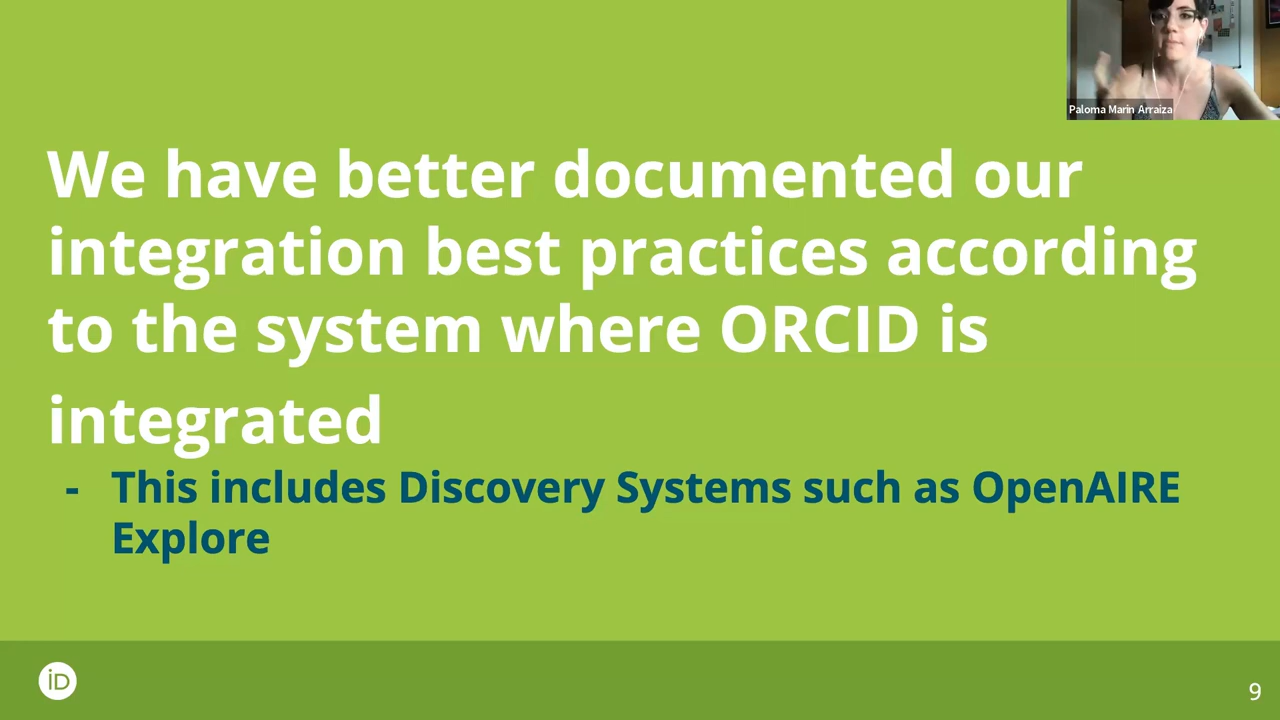 Paloma Marin Arraiza
We have better documented our
integration best practices according
to the system where ORCID is
integrated
- This includes Discovery Systems such as OpenAIRE
Explore
iD
9